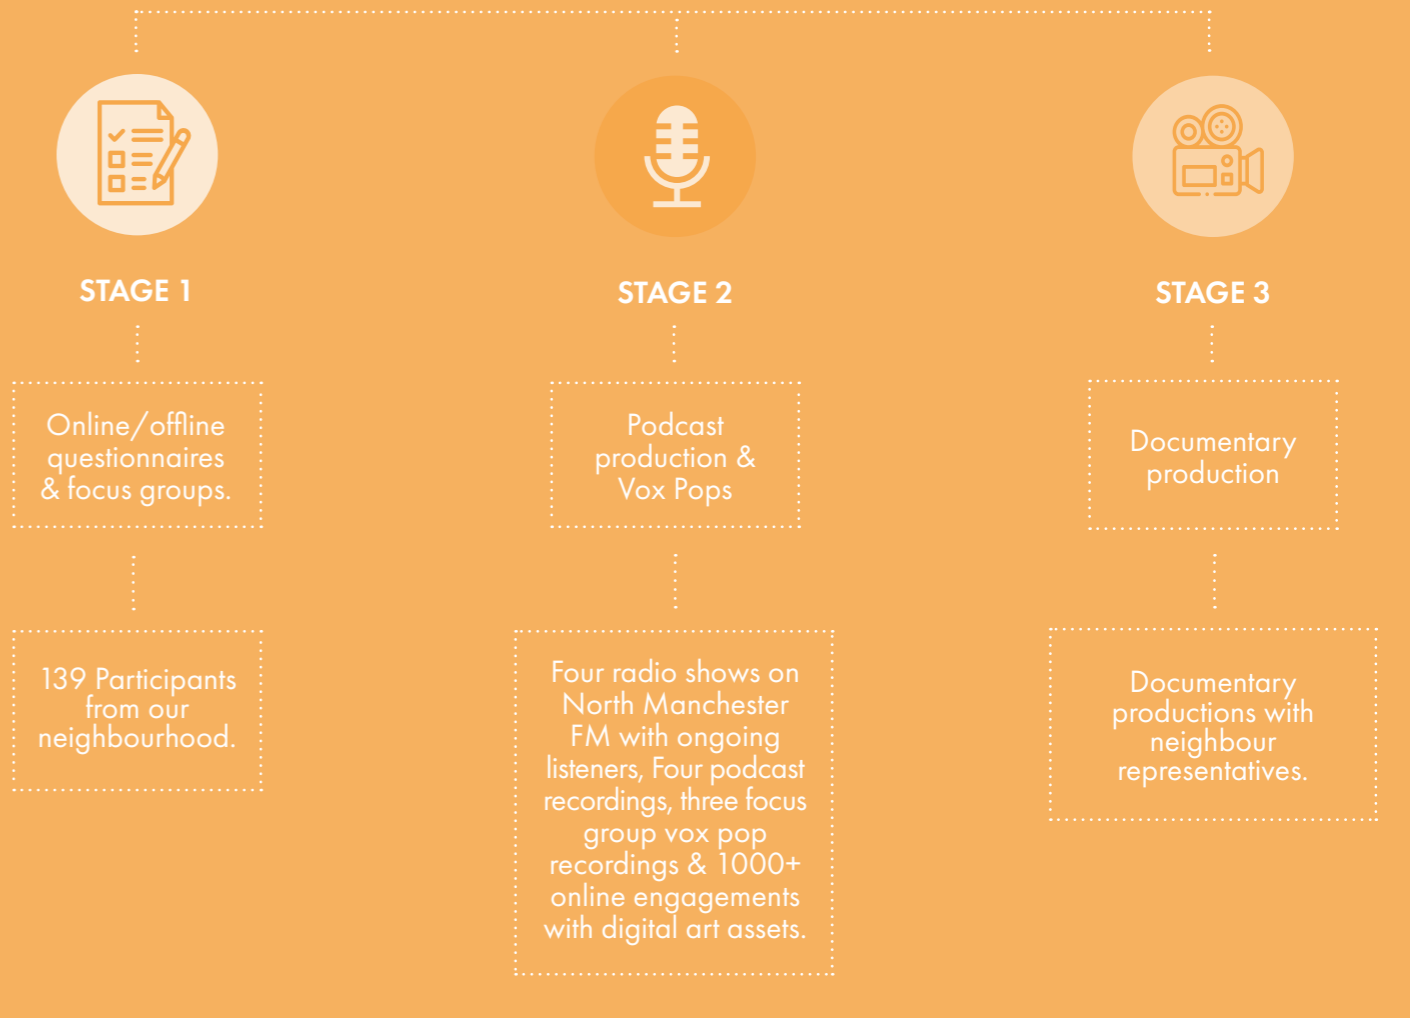 STAGE 1
Online/offline
questionnaires
& focus groups.
139 Participants
from our
neighbourhood.
STAGE 2
Podcast
production &
Vox Pops
Four radio shows on
North Manchester
FM with ongoing
listeners, Four podcast
recordings, three focus
group vox pop
recordings & 1000+
online engagements
with digital art assets.
STAGE 3
Documentary
production
Documentary
productions with
neighbour
representatives.